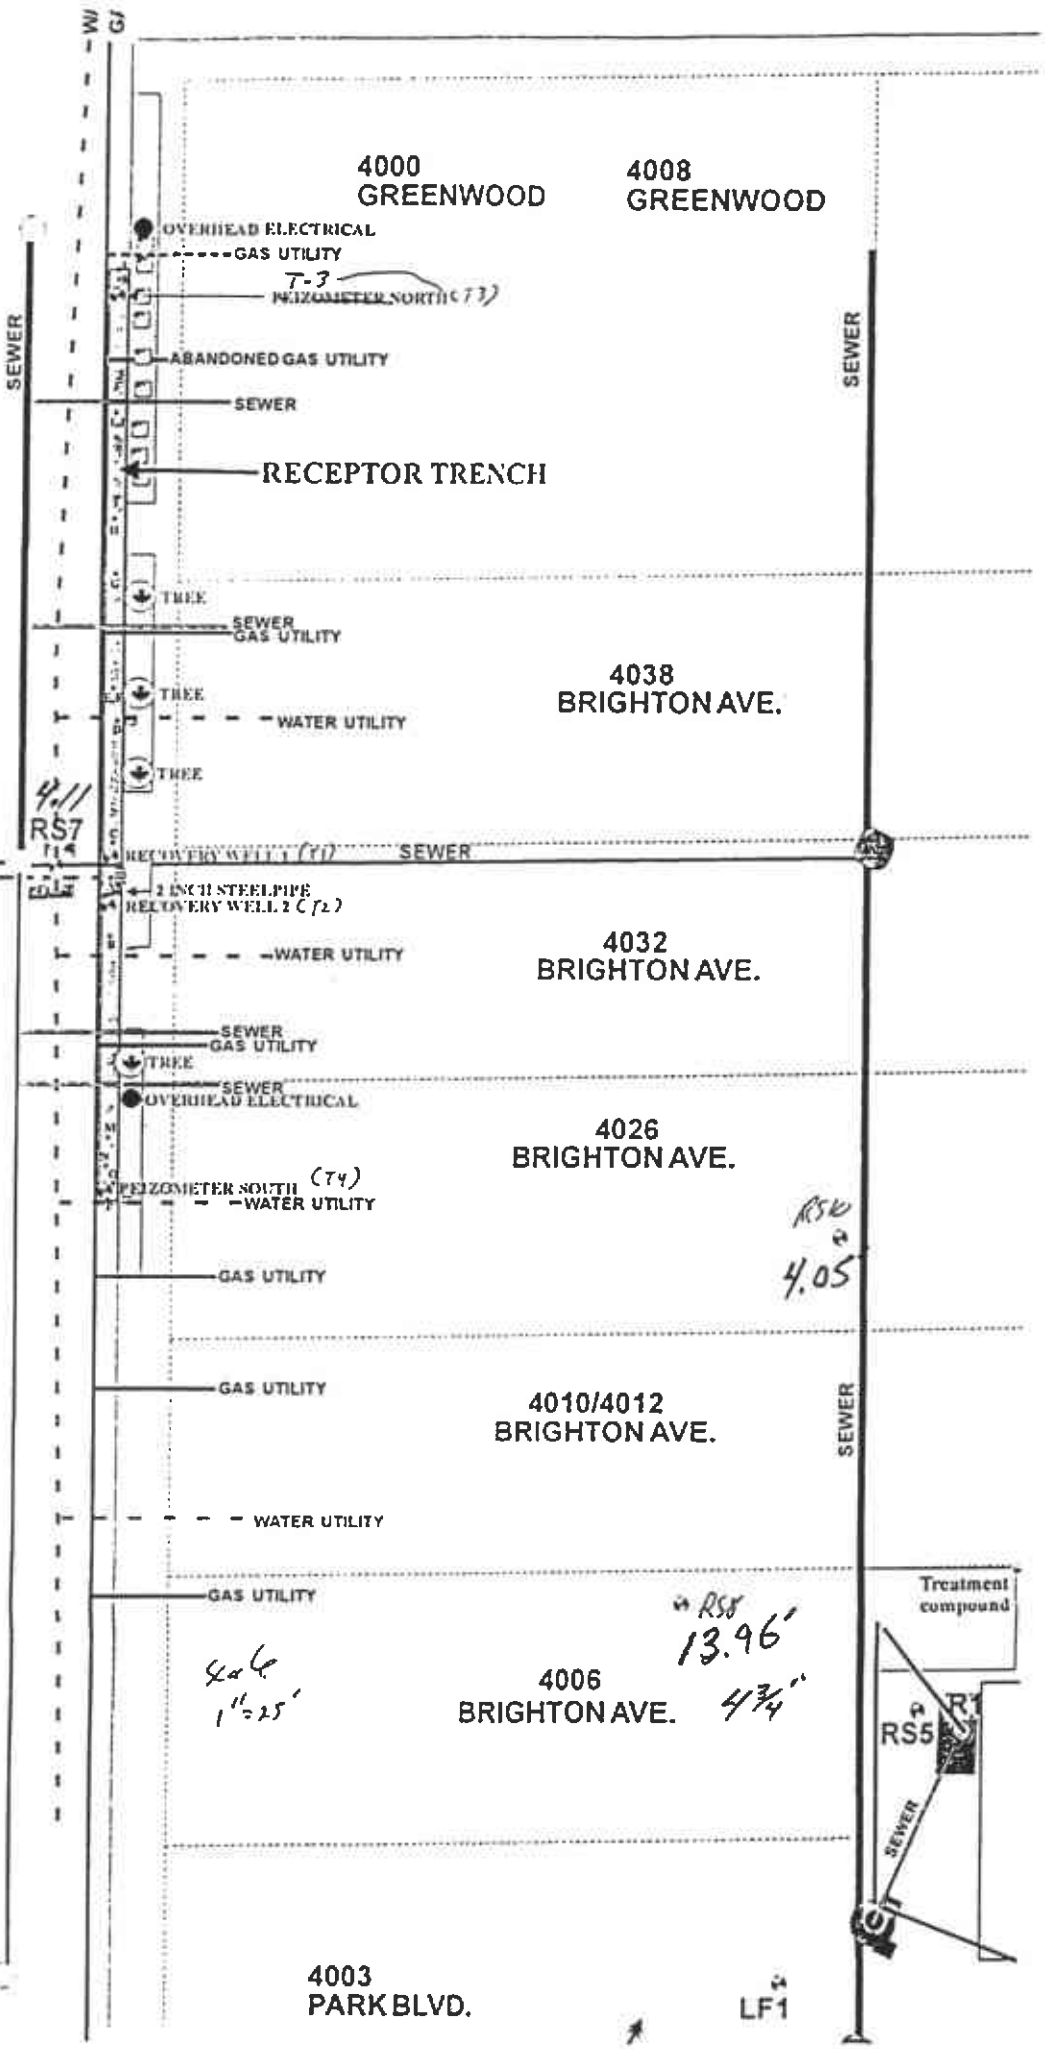 W/
G/
4000
GREENWOOD
4008
GREENWOOD
OVERHEAD ELECTRICAL
GAS UTILITY
T-3
PEIZOMETER NORTH (T3)
SEWER
SEWER
ABANDONED GAS UTILITY
SEWER
RECEPTOR TRENCH
TREE
SEWER
GAS UTILITY
4038
BRIGHTON AVE.
TREE
WATER UTILITY
TREE
4.11
RS7
RECOVERY WELL 1 (T1)
SEWER
2 INCH STEEL PIPE
RECOVERY WELL 2 (T2)
4032
BRIGHTON AVE.
WATER UTILITY
SEWER
GAS UTILITY
TREE
SEWER
OVERHEAD ELECTRICAL
4026
BRIGHTON AVE.
PEIZOMETER SOUTH (T4)
WATER UTILITY
RS10
4.05
GAS UTILITY
GAS UTILITY
4010/4012
BRIGHTON AVE.
SEWER
WATER UTILITY
GAS UTILITY
Treatment
compound
RS8
13.96'
1"=25'
4006
BRIGHTON AVE.
4 3/4"
R1
RS5
SEWER
4003
PARK BLVD.
LF1